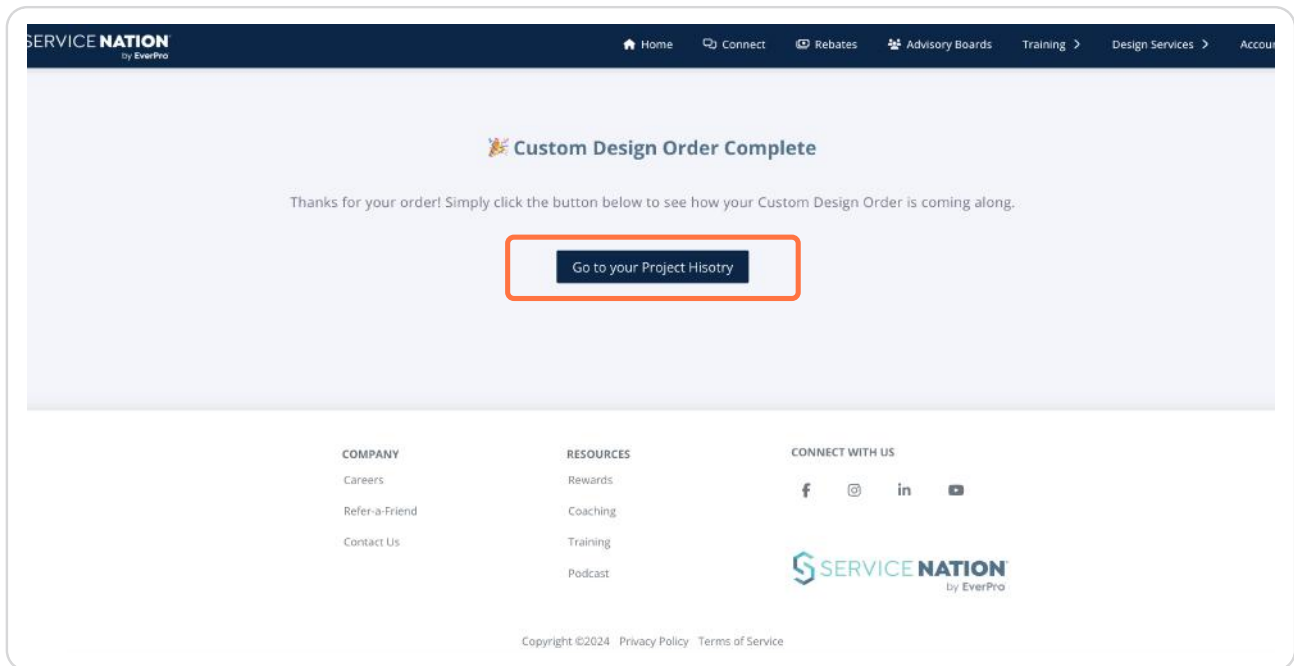 SERVICE NATION
by EverPro
Home Connect Rebates Advisory Boards Training Design Services
🎉 Custom Design Order Complete
Thanks for your order! Simply click the button below to see how your Custom Design Order is coming along.
Go to your Project Hisotry
COMPANY
Careers
Refer-a-Friend
Contact Us
RESOURCES
Rewards
Coaching
Training
Podcast
CONNECT WITH US
SERVICE NATION
by EverPro
Copyright ©2024 Privacy Policy Terms of Service